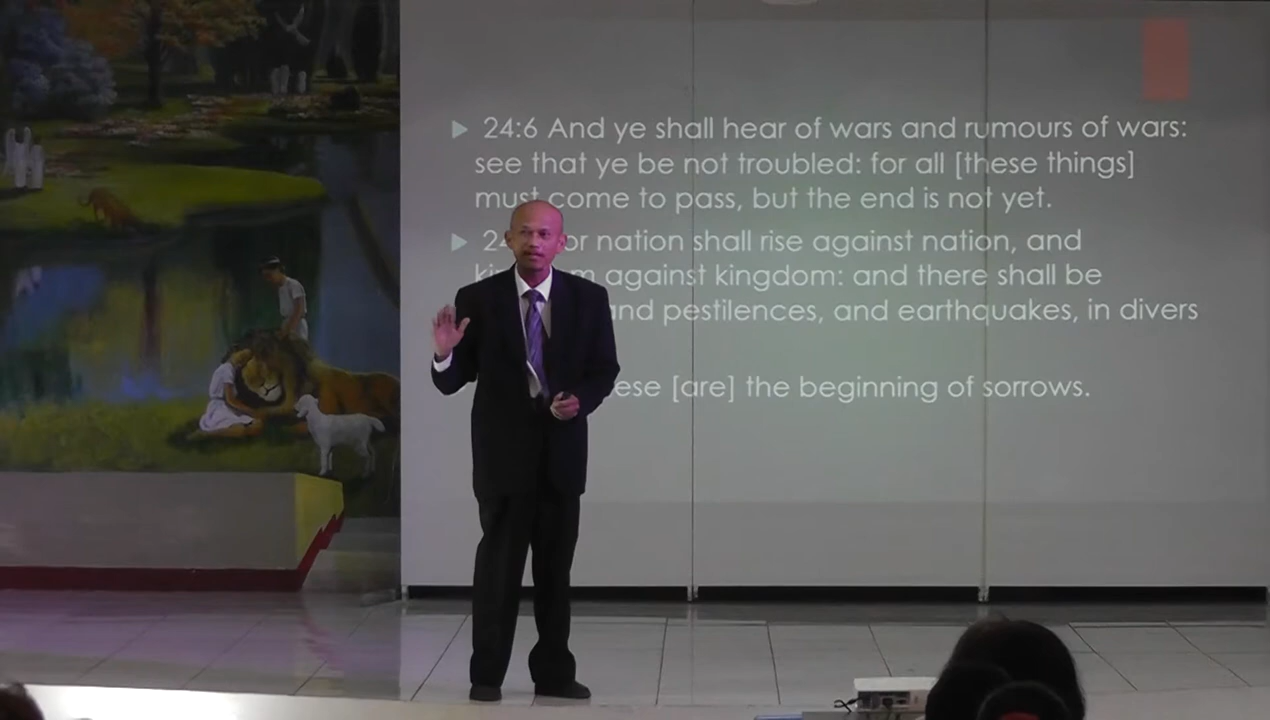 24:6 And ye shall hear of wars and rumours of wars:
see that ye be not troubled: for all [these things]
must come to pass, but the end is not yet.
nation shall rise against nation, and
against kingdom: and there shall be
and pestilences, and earthquakes, in divers
[are] the beginning of sorrows.